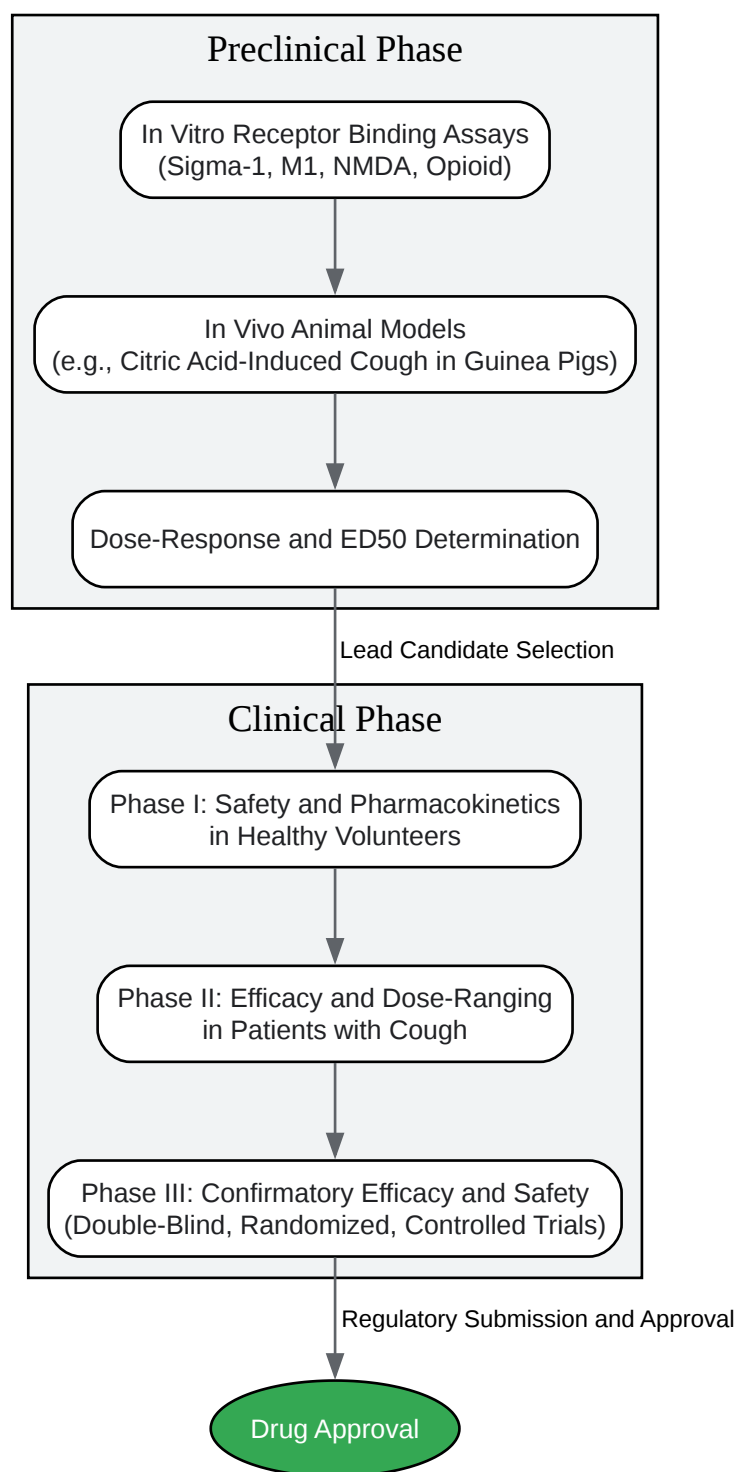 Preclinical Phase
In Vitro Receptor Binding Assays
(Sigma-1, M1, NMDA, Opioid)
In Vivo Animal Models
(e.g., Citric Acid-Induced Cough in Guinea Pigs)
Dose-Response and ED50 Determination
Lead Candidate Selection
Clinical Phase
Phase I: Safety and Pharmacokinetics
in Healthy Volunteers
Phase II: Efficacy and Dose-Ranging
in Patients with Cough
Phase III: Confirmatory Efficacy and Safety
(Double-Blind, Randomized, Controlled Trials)
Regulatory Submission and Approval
Drug Approval